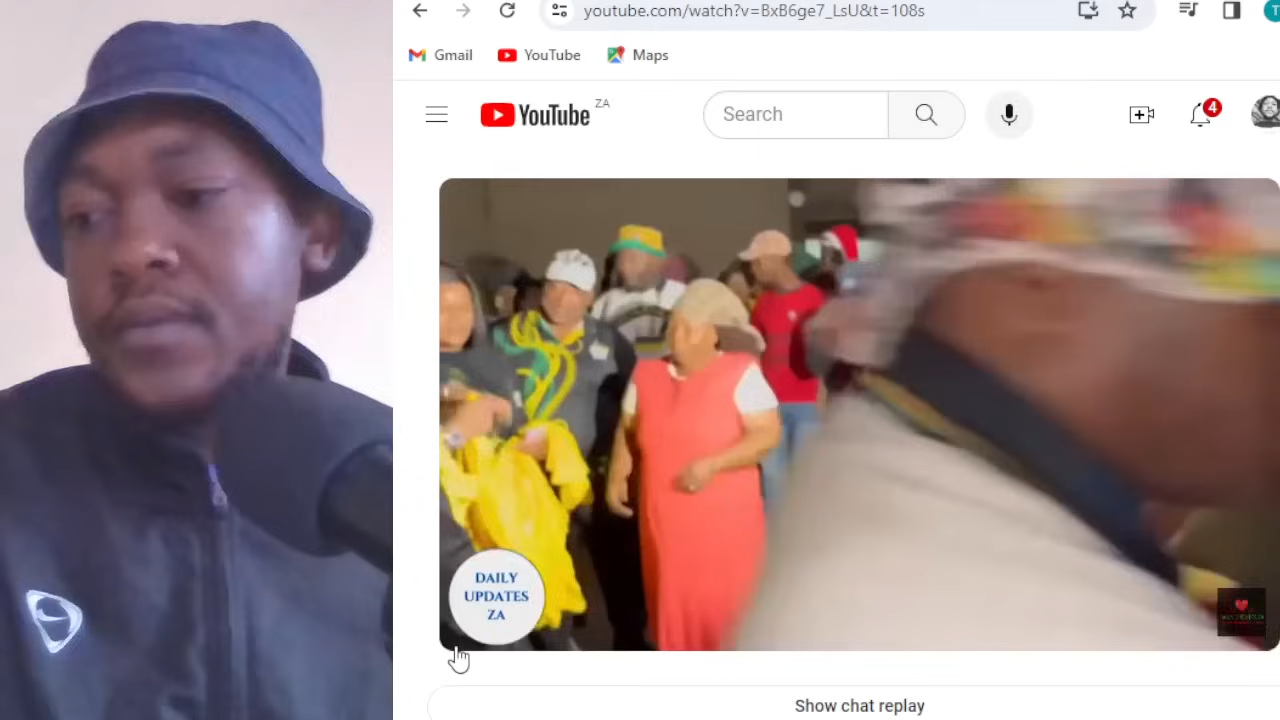 youtube.com/watch?v=BxB6ge7_LsU&t=108s
T
Gmail
YouTube
Maps
YouTube ZA
Search
4
DAILY
UPDATES
ZA
Show chat replay